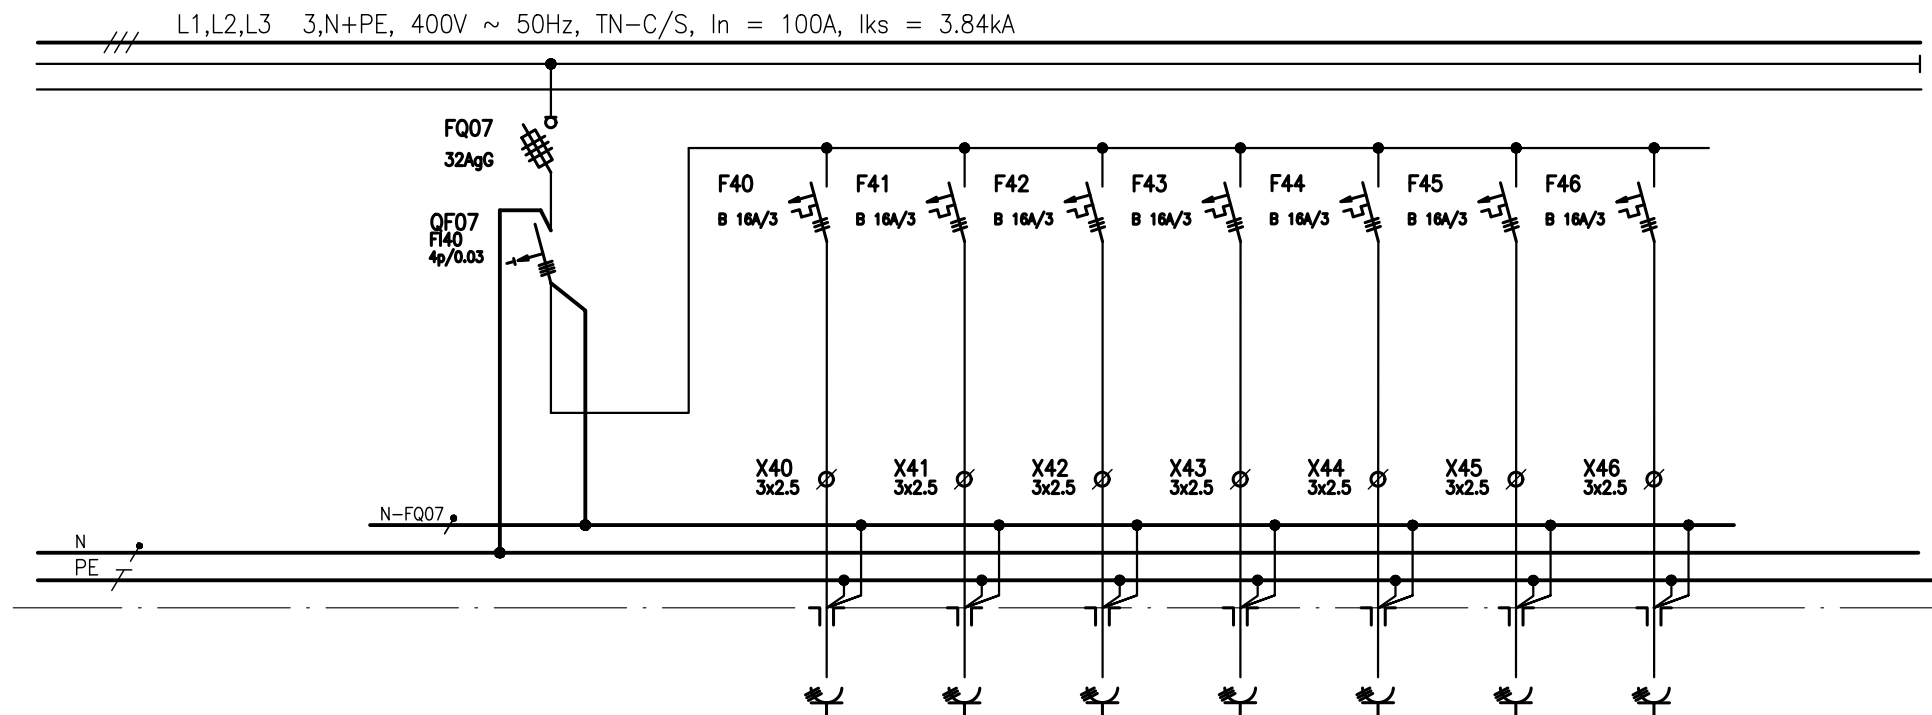 L1,L2,L3 3,N+PE, 400V ~ 50Hz, TN-C/S, In = 100A, Iks = 3.84kA
FQ07
32AgG
QF07
FI40
4p/0.03
F40
B 16A/3
F41
B 16A/3
F42
B 16A/3
F43
B 16A/3
F44
B 16A/3
F45
B 16A/3
F46
B 16A/3
X40
3x2.5
X41
3x2.5
X42
3x2.5
X43
3x2.5
X44
3x2.5
X45
3x2.5
X46
3x2.5
N-FQ07
N
PE